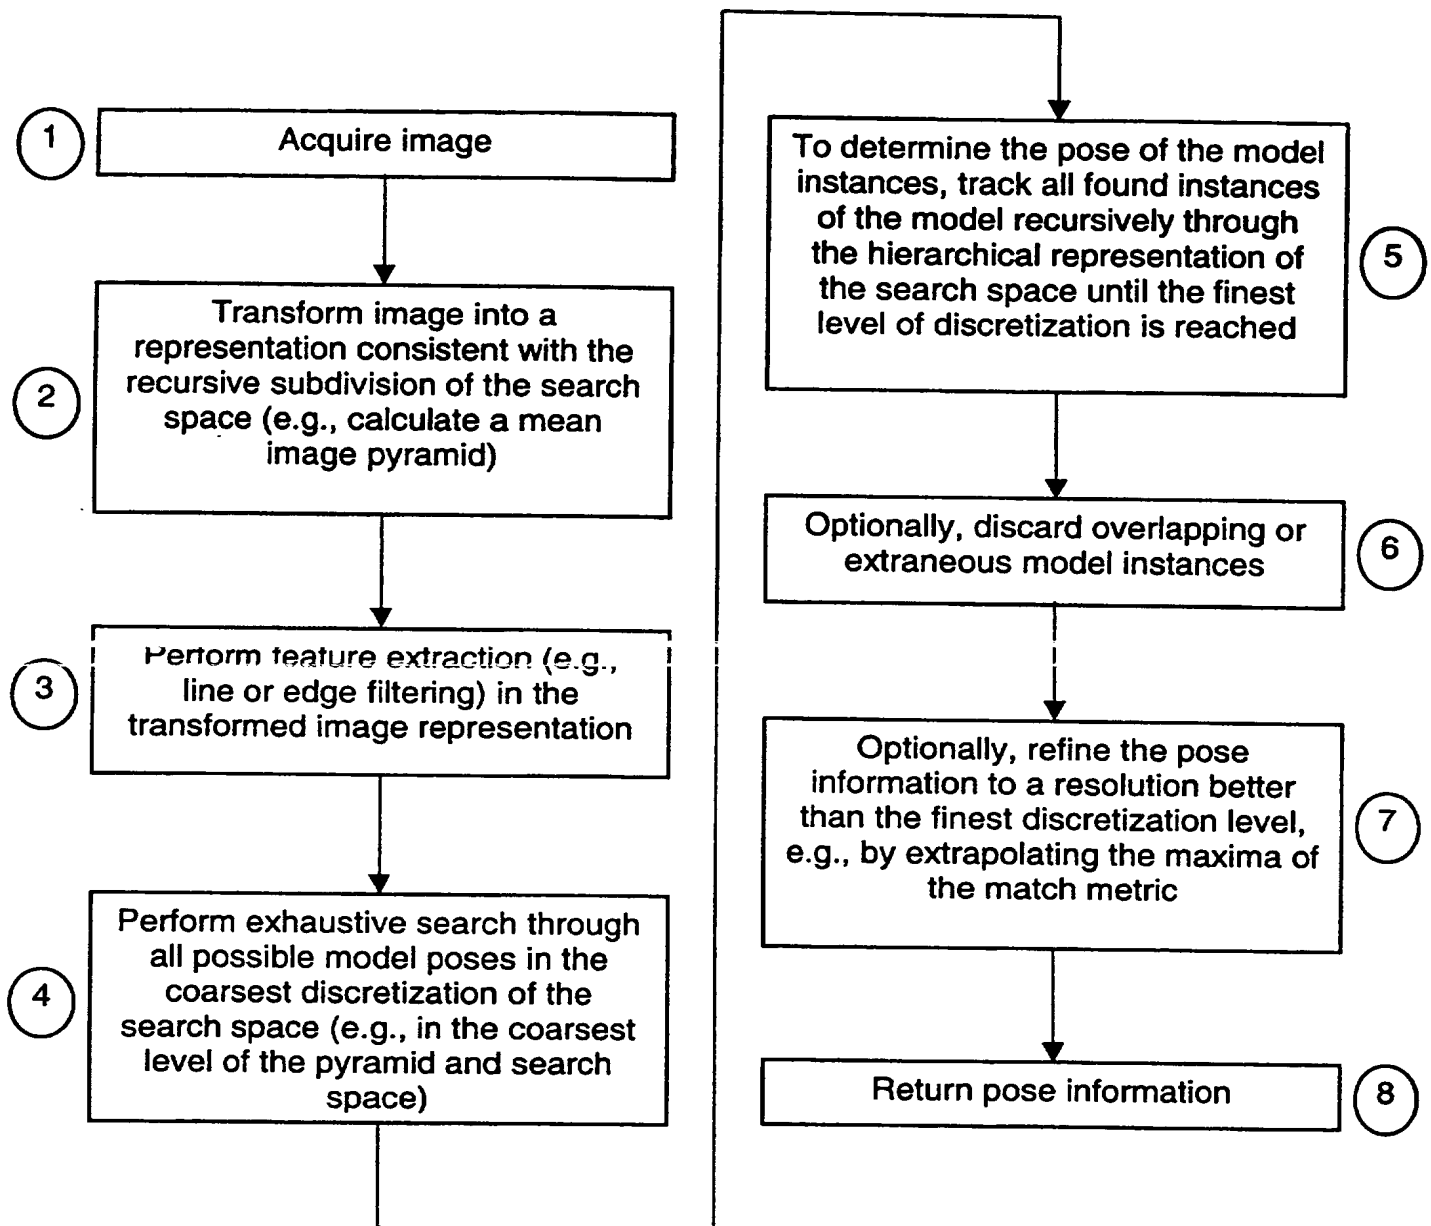 1
Acquire image
2
Transform image into a
representation consistent with the
recursive subdivision of the search
space (e.g., calculate a mean
image pyramid)
3
Perform feature extraction (e.g.,
line or edge filtering) in the
transformed image representation
4
Perform exhaustive search through
all possible model poses in the
coarsest discretization of the
search space (e.g., in the coarsest
level of the pyramid and search
space)
To determine the pose of the model
instances, track all found instances
of the model recursively through
the hierarchical representation of
the search space until the finest
level of discretization is reached
5
Optionally, discard overlapping or
extraneous model instances
6
Optionally, refine the pose
information to a resolution better
than the finest discretization level,
e.g., by extrapolating the maxima of
the match metric
7
Return pose information
8